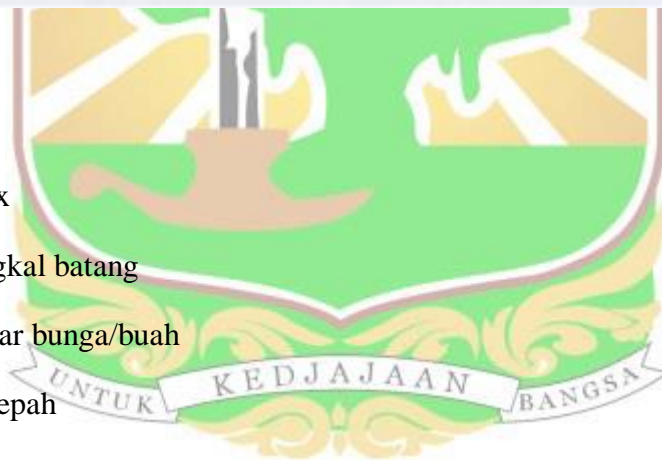 x
gkal batang
ar bunga/buah
UNTUK KEDJAJAAN BANGSA
epah